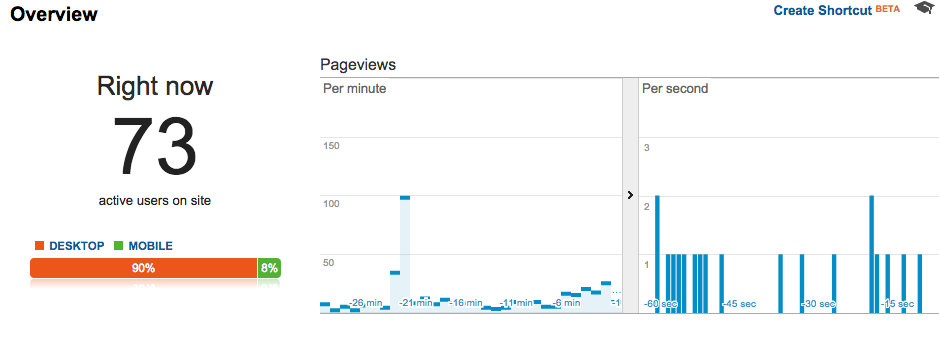 Overview
Create Shortcut BETA
Right now
73
active users on site
DESKTOP MOBILE
90% 8%
Pageviews
Per minute
150
100
50
-26 min -21 min -16 min -11 min -6 min
Per second
3
2
1
-60 sec -45 sec -30 sec -15 sec